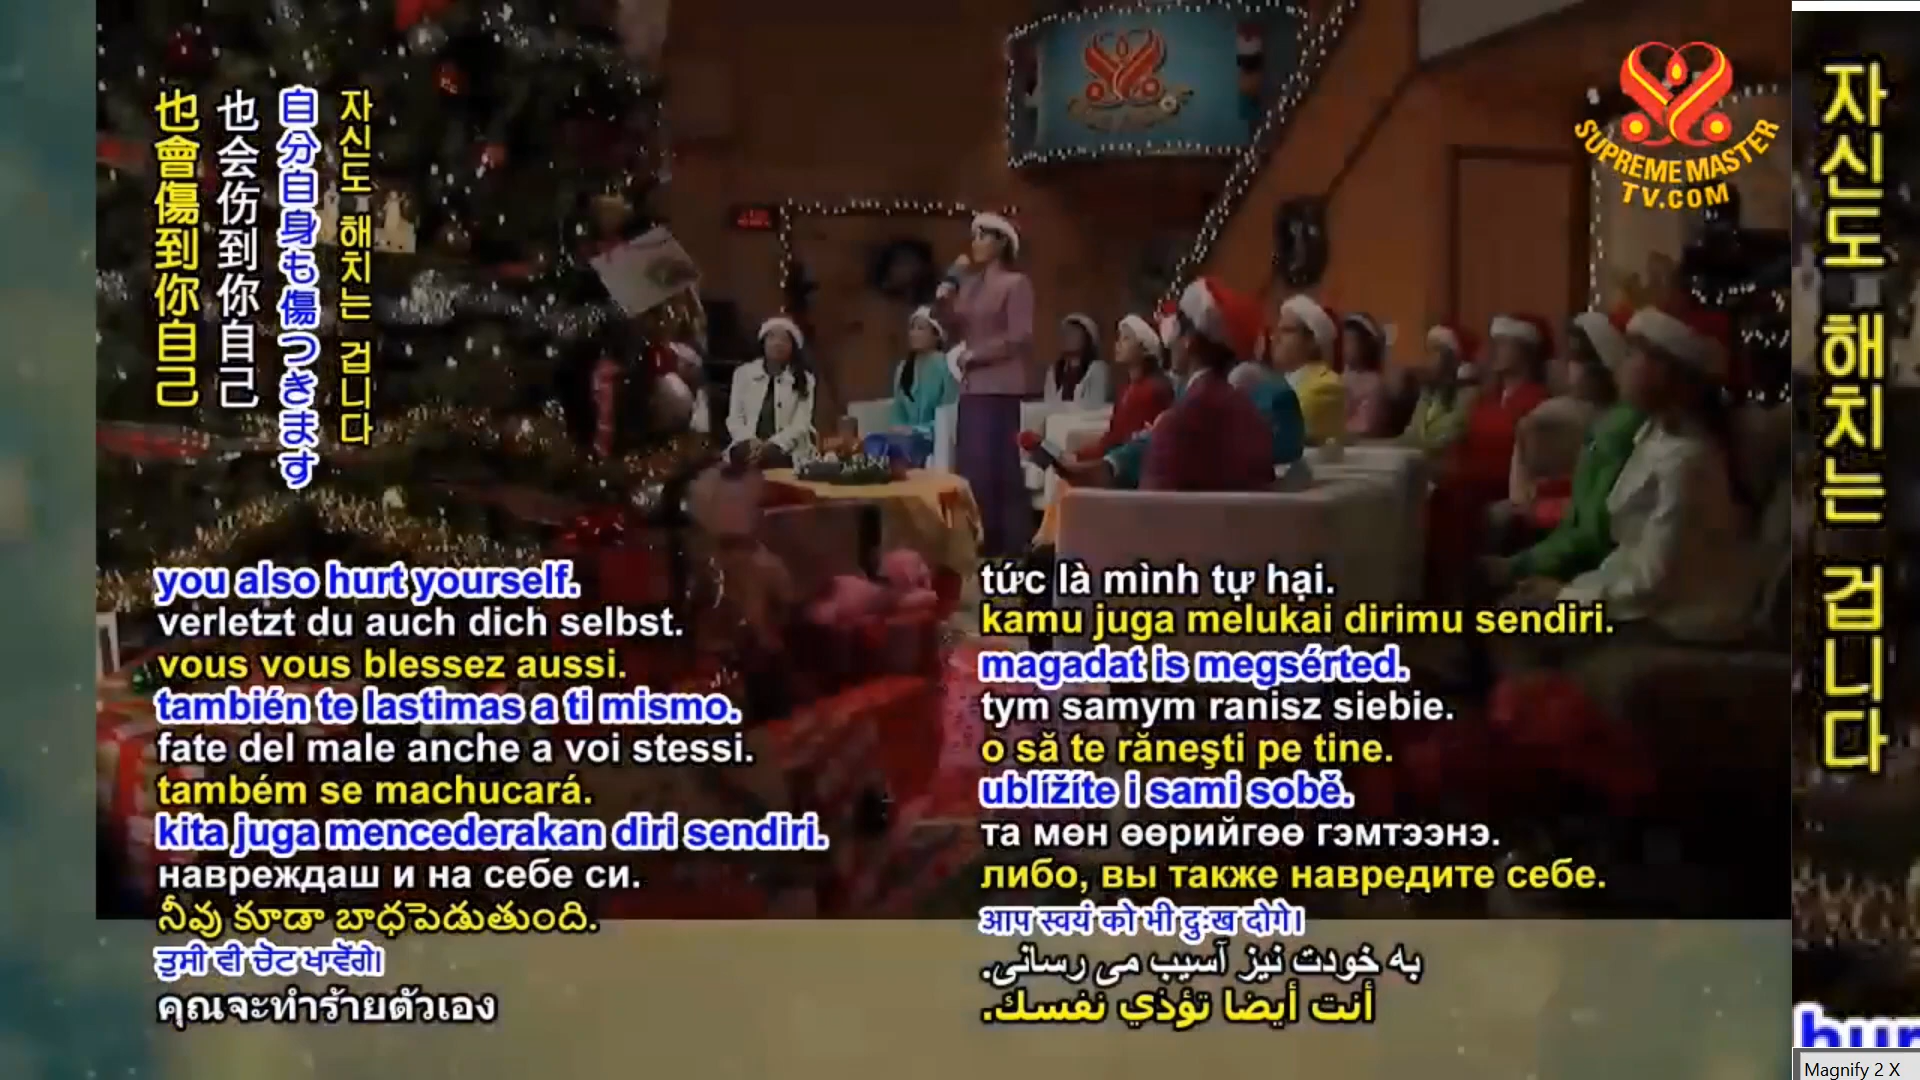 也會傷到你自己
也会伤到你自己
自分自身も傷つきます
자신도 해치는 겁니다
SUPREME MASTER
TV.COM
you also hurt yourself.
verletzt du auch dich selbst.
vous vous blessez aussi.
también te lastimas a ti mismo.
fate del male anche a voi stessi.
também se machucará.
kita juga mencederakan diri sendiri.
навреждаш и на себе си.
నీవు కూడా బాధపెడుతుంది.
ਤੁਸੀ ਵੀ ਚੋਟ ਖਾਵੋਂਗੇ।
คุณจะทำร้ายตัวเอง
tức là mình tự hại.
kamu juga melukai dirimu sendiri.
magadat is megsérted.
tym samym ranisz siebie.
o să te răneşti pe tine.
ublížíte i sami sobě.
та мөн өөрийгөө гэмтээнэ.
либо, вы также навредите себе.
आप स्वयं को भी दुःख दोगे।
به خودت نیز آسیب می رسانی.
أنت أيضا تؤذي نفسك.
자신도 해치는 겁니다
hur
Magnify 2 X